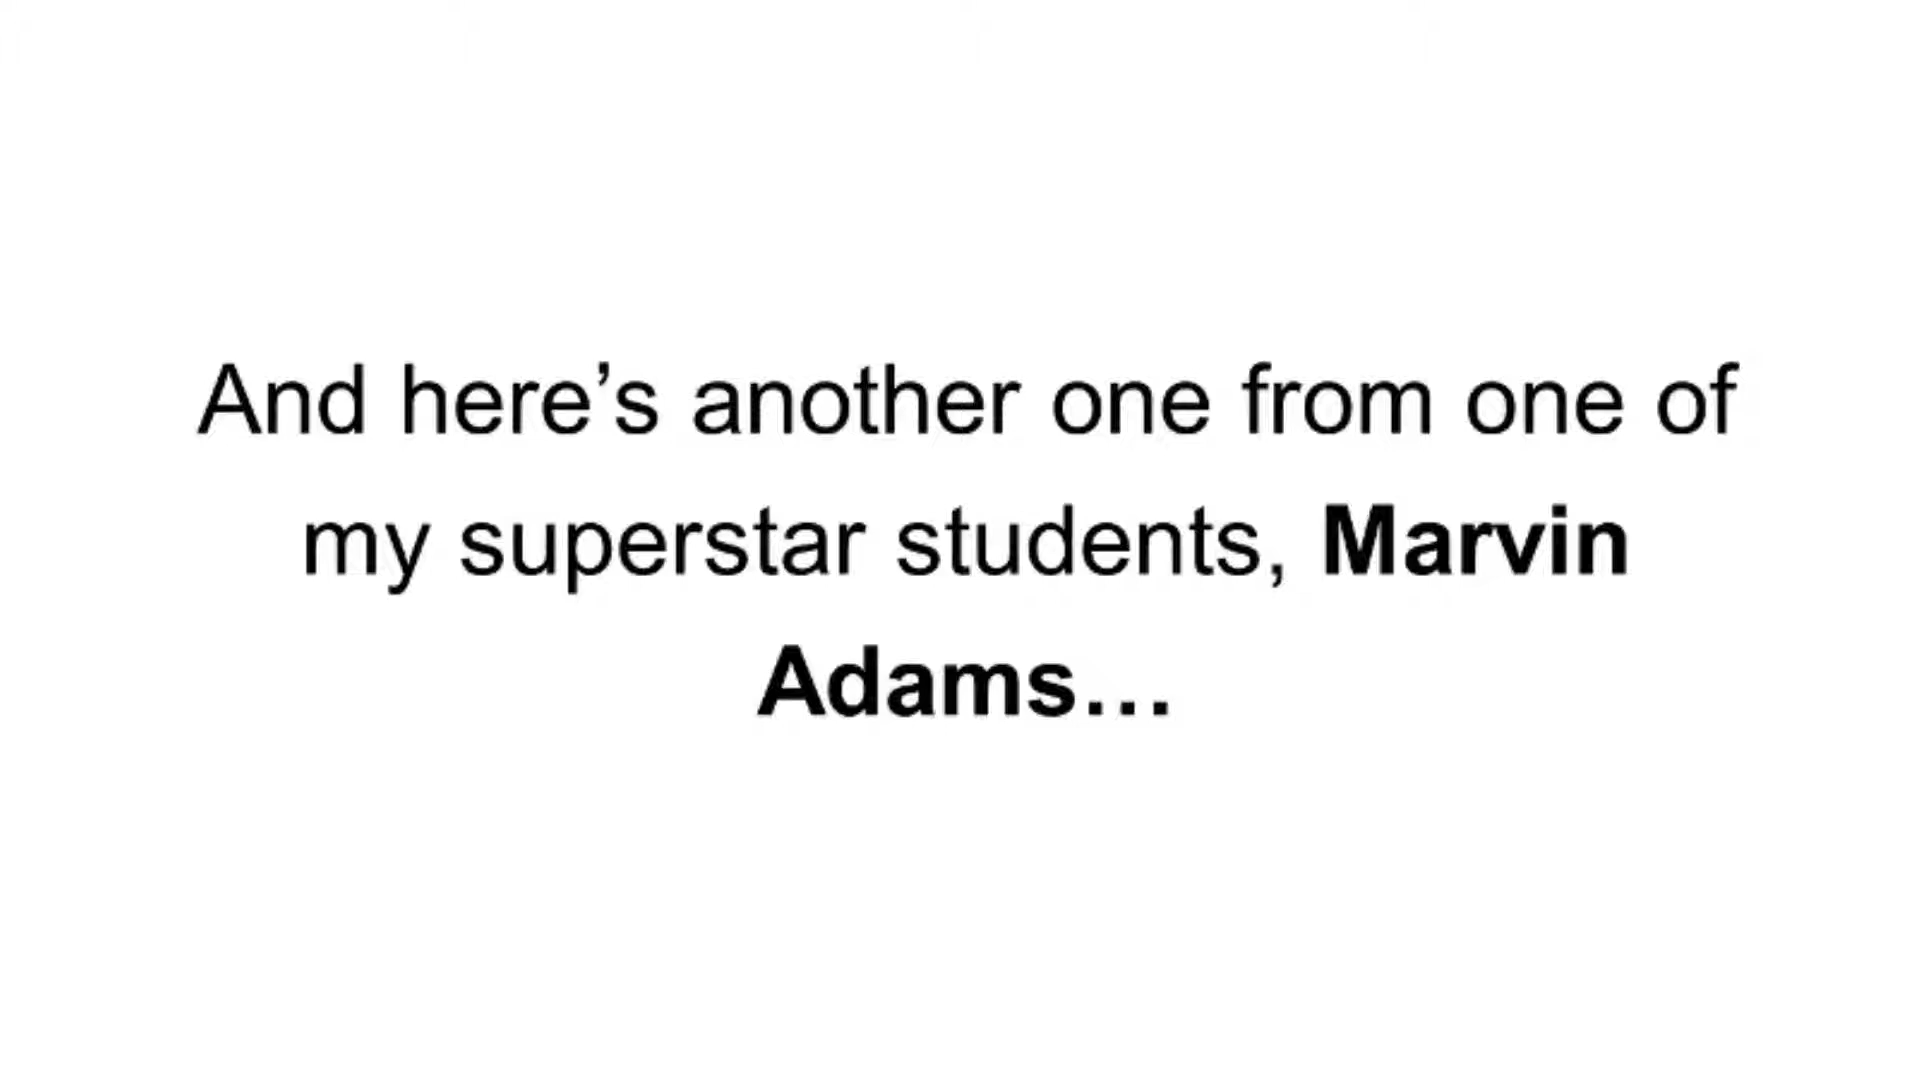 And here’s another one from one of
my superstar students, Marvin
Adams…